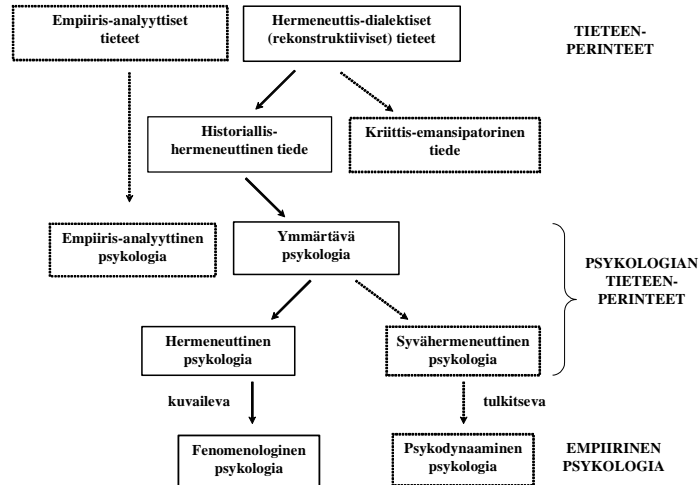 Empiiris-analyyttiset
tieteet
Hermeneuttis-dialektiset
(rekonstruktiiviset) tieteet
TIETEEN-
PERINTEET
Historiallis-
hermeneuttinen tiede
Kriittis-emansipatorinen
tiede
Empiiris-analyyttinen
psykologia
Ymmärtävä
psykologia
PSYKOLOGIAN
TIETEEN-
PERINTEET
Hermeneuttinen
psykologia
Syvähermeneuttinen
psykologia
kuvaileva
tulkitseva
Fenomenologinen
psykologia
Psykodynaaminen
psykologia
EMPIIRINEN
PSYKOLOGIA